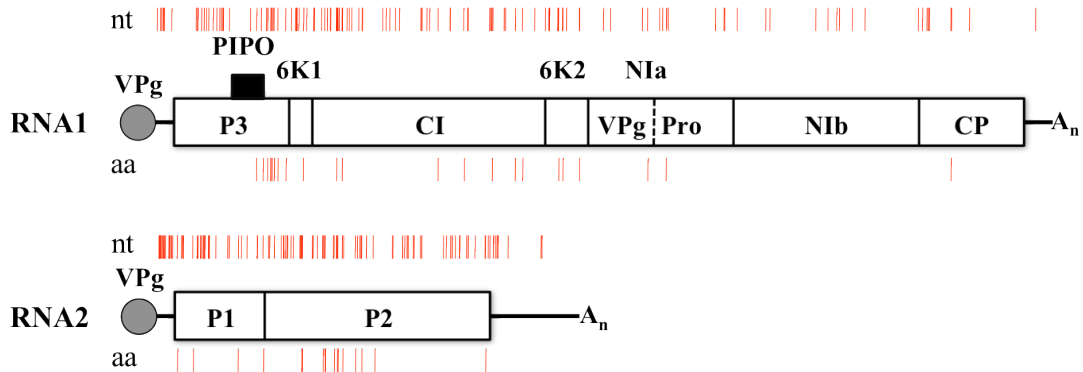 nt
PIPO
6K1 6K2 NIa
VPg
RNA1 P3 CI VPg Pro NIb CP An
aa
nt
VPg
RNA2 P1 P2 An
aa